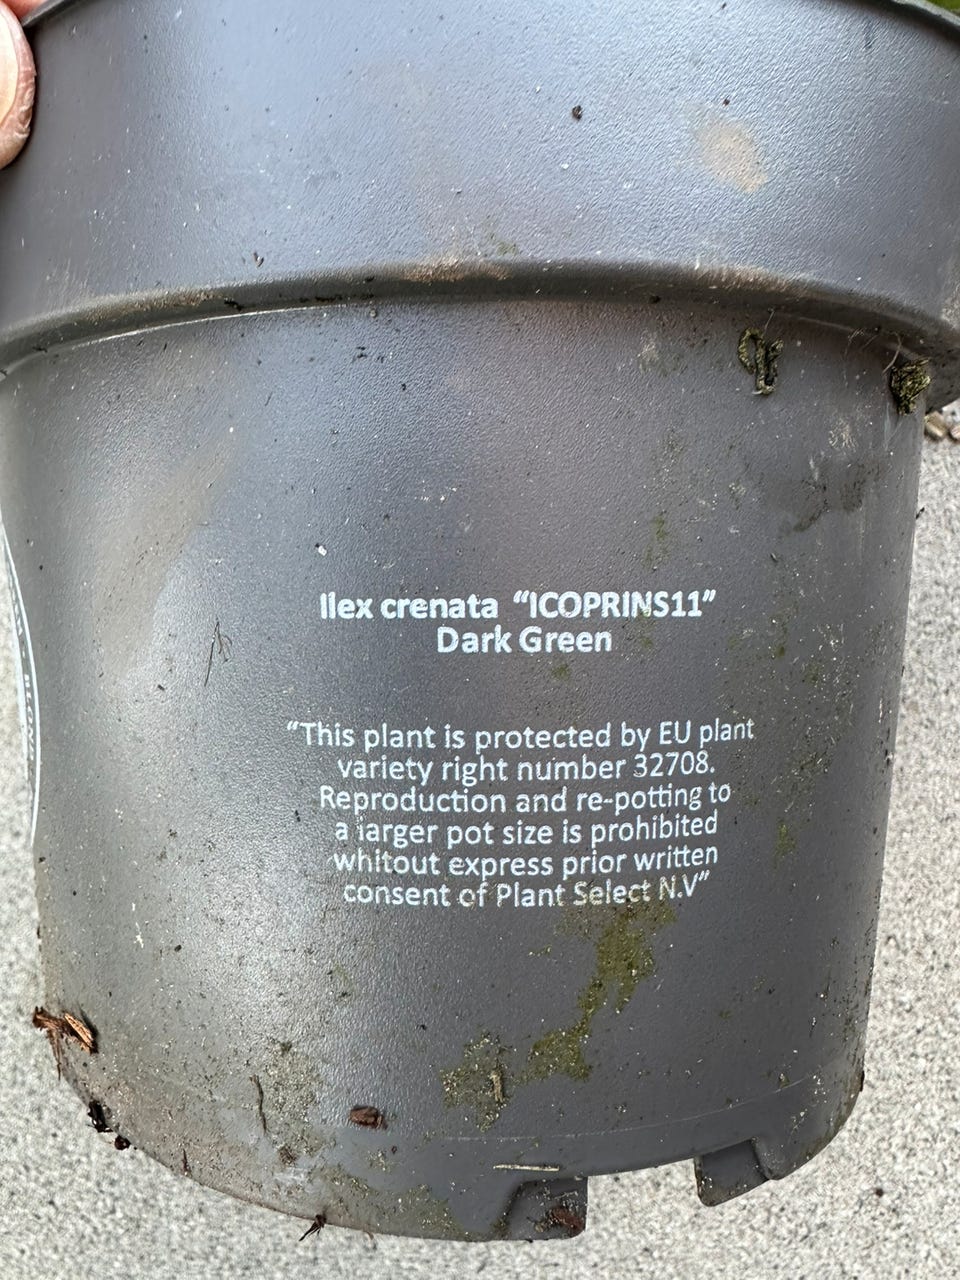 Ilex crenata “ICOPRINS11”
Dark Green
“This plant is protected by EU plant
variety right number 32708.
Reproduction and re-potting to
a larger pot size is prohibited
whitout express prior written
consent of Plant Select N.V”